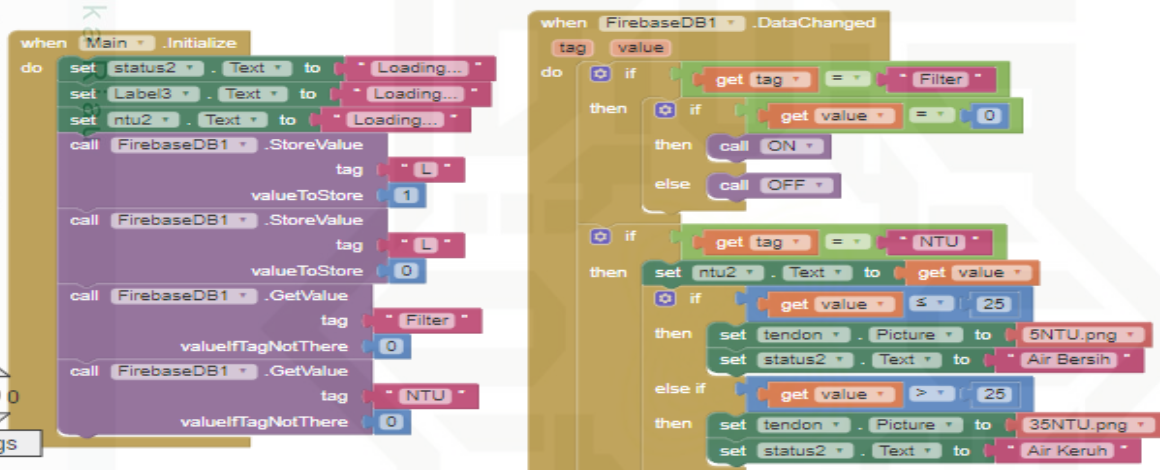 when Main .Initialize
do set status2 . Text to " Loading... "
set Label3 . Text to " Loading... "
set ntu2 . Text to " Loading... "
call FirebaseDB1 .StoreValue
tag " L "
valueToStore 1
call FirebaseDB1 .StoreValue
tag " L "
valueToStore 0
call FirebaseDB1 .GetValue
tag " Filter "
valueIfTagNotThere 0
call FirebaseDB1 .GetValue
tag " NTU "
valueIfTagNotThere 0
0
gs
when FirebaseDB1 .DataChanged
tag value
do if get tag = " Filter "
then if get value = 0
then call ON
else call OFF
if get tag = " NTU "
then set ntu2 . Text to get value
if get value ≤ 25
then set tendon . Picture to 5NTU.png
set status2 . Text to " Air Bersih "
else if get value > 25
then set tendon . Picture to 35NTU.png
set status2 . Text to " Air Keruh "